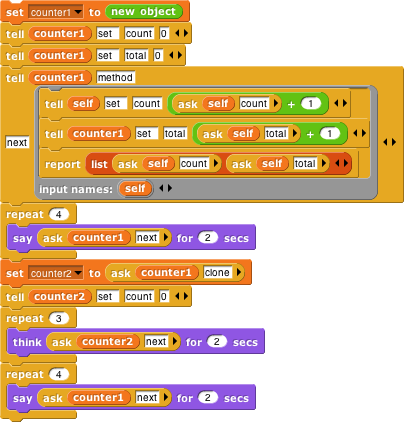 set counter1 to new object
tell counter1 set count 0
tell counter1 set total 0
tell counter1 method
tell self set count ask self count + 1
tell counter1 set total ask self total + 1
next
report list ask self count ask self total
input names: self
repeat 4
say ask counter1 next for 2 secs
set counter2 to ask counter1 clone
tell counter2 set count 0
repeat 3
think ask counter2 next for 2 secs
repeat 4
say ask counter1 next for 2 secs